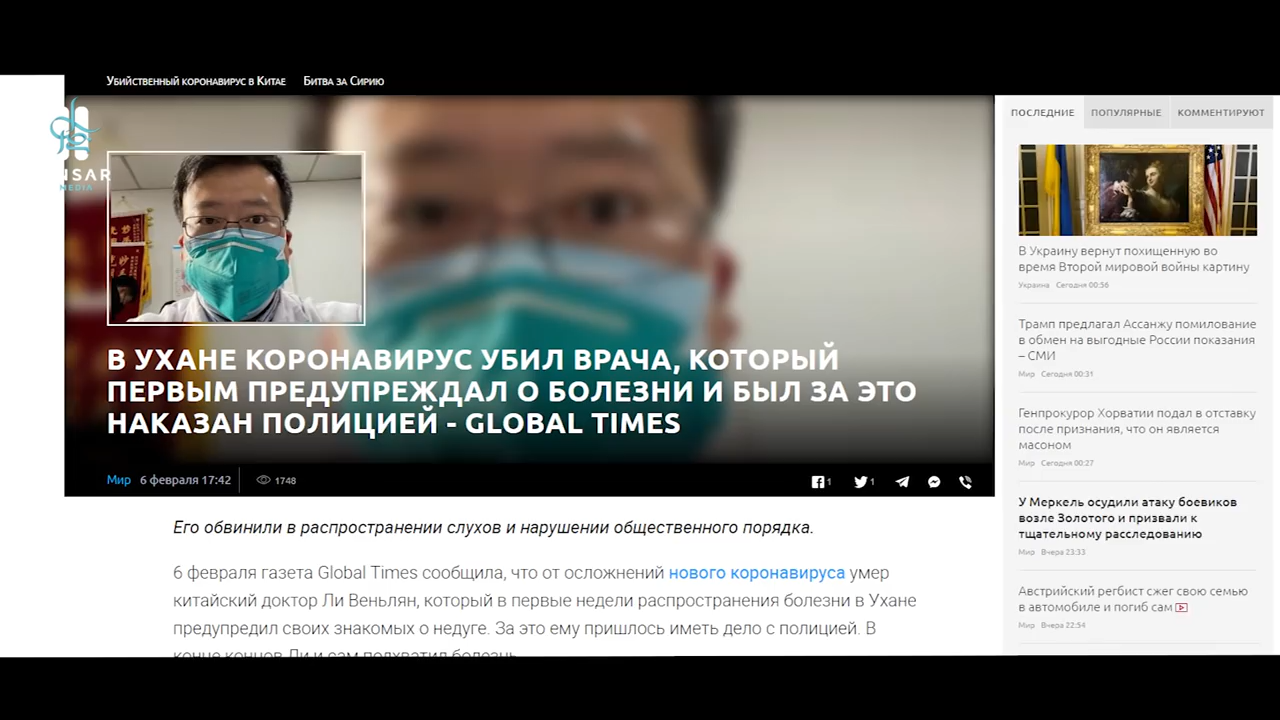 Убийственный коронавирус в Китае Битва за Сирию
NSAR
MEDIA
В УХАНЕ КОРОНАВИРУС УБИЛ ВРАЧА, КОТОРЫЙ
ПЕРВЫМ ПРЕДУПРЕЖДАЛ О БОЛЕЗНИ И БЫЛ ЗА ЭТО
НАКАЗАН ПОЛИЦИЕЙ - GLOBAL TIMES
Мир 6 февраля 17:42 1748
1 1
Его обвинили в распространении слухов и нарушении общественного порядка.
6 февраля газета Global Times сообщила, что от осложнений нового коронавируса умер
китайский доктор Ли Веньлян, который в первые недели распространения болезни в Ухане
предупредил своих знакомых о недуге. За это ему пришлось иметь дело с полицией. В
конце концов Ли и сам подхватил болезнь.
ПОСЛЕДНИЕ ПОПУЛЯРНЫЕ КОММЕНТИРУЮТ
В Украину вернут похищенную во
время Второй мировой войны картину
Украина Сегодня 00:36
Трамп предлагал Ассанжу помилование
в обмен на выгодные России показания
– СМИ
Мир Сегодня 00:31
Генпрокурор Хорватии подал в отставку
после признания, что он является
масоном
Мир Сегодня 00:27
У Меркель осудили атаку боевиков
возле Золотого и призвали к
тщательному расследованию
Мир Вчера 23:33
Австрийский регбист сжег свою семью
в автомобиле и погиб сам
Мир Вчера 22:54